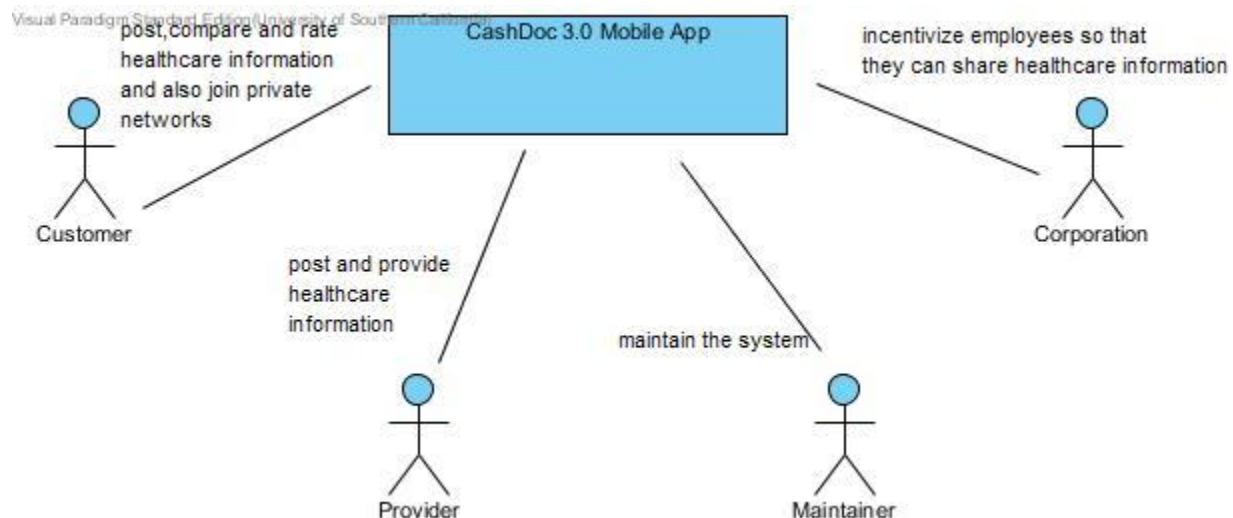 Visual Paradigm Standard Edition(University of Southern California)
CashDoc 3.0 Mobile App
post,compare and rate
healthcare information
and also join private
networks
incentivize employees so that
they can share healthcare information
Customer
Corporation
post and provide
healthcare
information
maintain the system
Provider
Maintainer